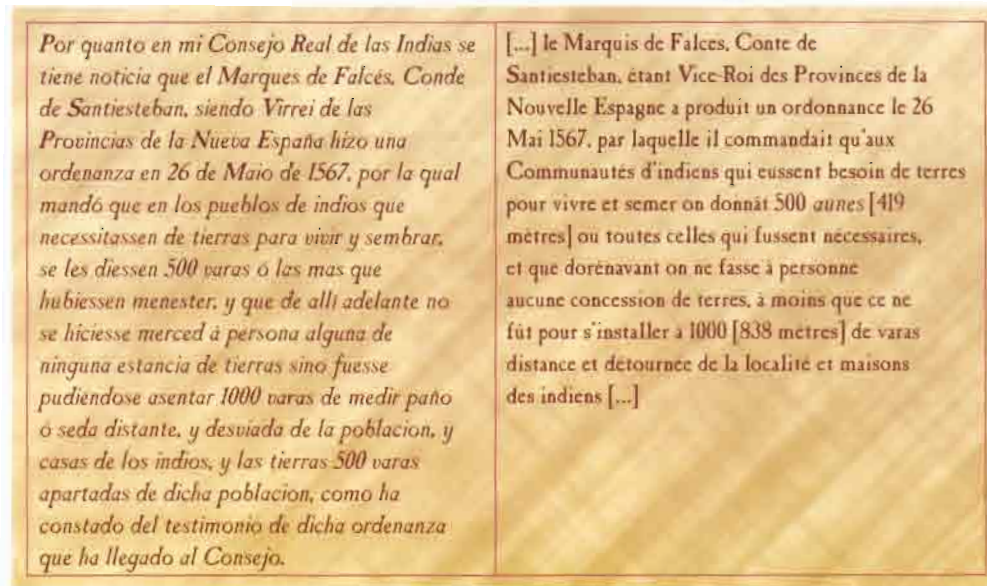 Por quanto en mi Consejo Real de las Indias se
tiene noticia que el Marques de Falcés, Conde
de Santiesteban, siendo Virrei de las
Provincias de la Nueva España hizo una
ordenanza en 26 de Maio de 1567, por la qual
mandó que en los pueblos de indios que
necessitassen de tierras para vivir y sembrar,
se les diessen 500 varas ó las mas que
hubiessen menester, y que de alli adelante no
se hiciesse merced á persona alguna de
ninguna estancia de tierras sino fuesse
pudiéndose asentar 1000 varas de medir paño
ó seda distante, y desviada de la poblacion, y
casas de los indios, y las tierras 500 varas
apartadas de dicha poblacion, como ha
constado del testimonio de dicha ordenanza
que ha llegado al Consejo.
[...] le Marquis de Falces, Conte de
Santiesteban, étant Vice-Roi des Provinces de la
Nouvelle Espagne a produit un ordonnance le 26
Mai 1567, par laquelle il commandait qu'aux
Communautés d'indiens qui eussent besoin de terres
pour vivre et semer on donnât 500 aunes [419
mètres] ou toutes celles qui fussent nécessaires,
et que dorénavant on ne fasse à personne
aucune concession de terres, à moins que ce ne
fût pour s'installer à 1000 [838 mètres] de varas
distance et détournée de la localité et maisons
des indiens [...]